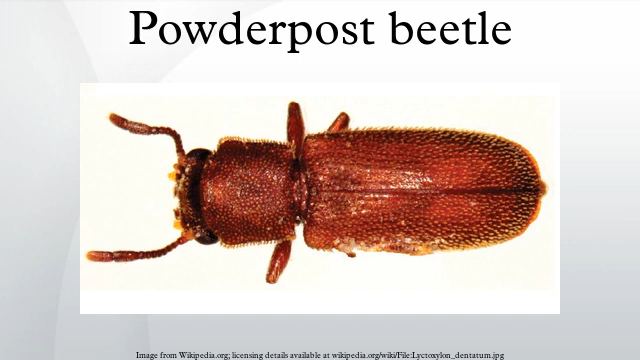 Powderpost beetle
Image from Wikipedia.org; licensing details available at wikipedia.org/wiki/File:Lyctoxylon_dentatum.jpg